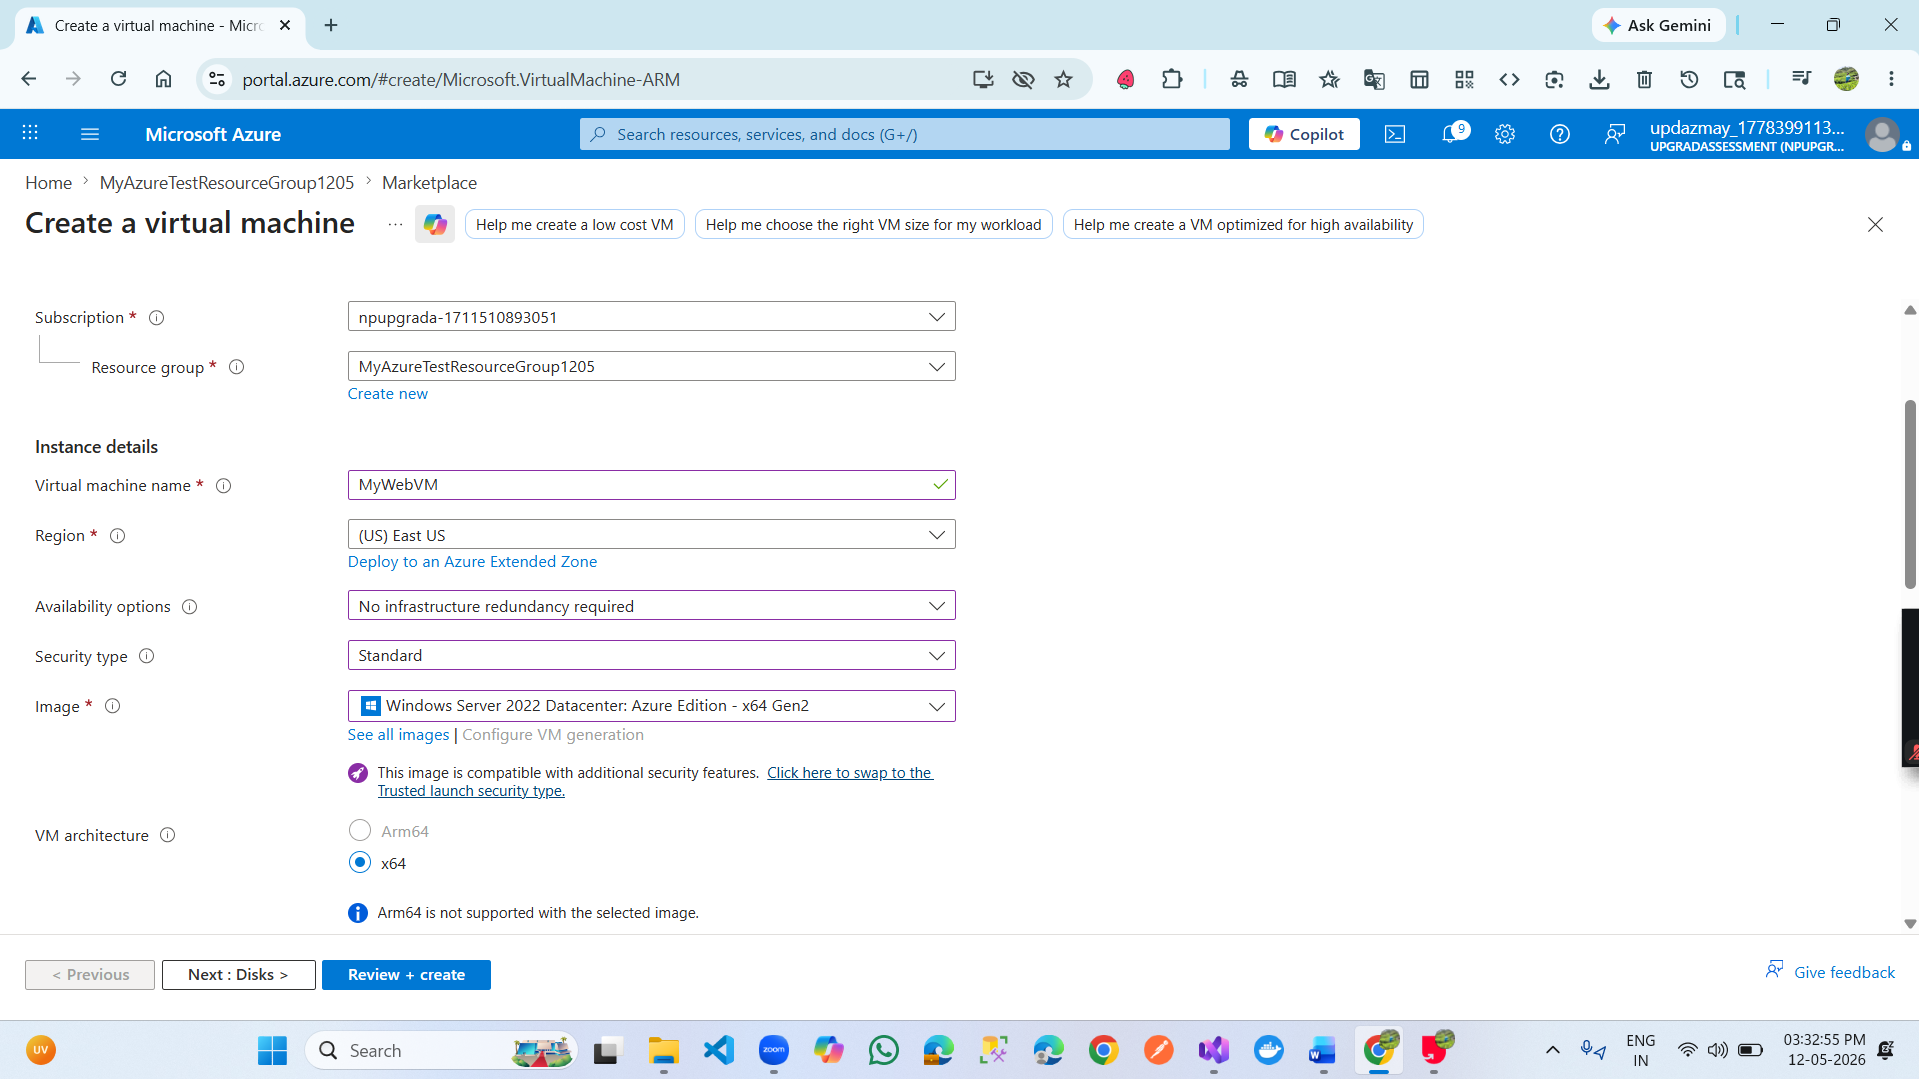 Create a virtual machine - Micr
Ask Gemini
portal.azure.com/#create/Microsoft.VirtualMachine-ARM
Microsoft Azure
Search resources, services, and docs (G+/)
Copilot
9
updazmay_1778399113...
UPGRADASSESSMENT (NPUPGR...
Home > MyAzureTestResourceGroup1205 > Marketplace
Create a virtual machine
...
Help me create a low cost VM
Help me choose the right VM size for my workload
Help me create a VM optimized for high availability
Subscription *
npupgrada-1711510893051
Resource group *
MyAzureTestResourceGroup1205
Create new
Instance details
Virtual machine name *
MyWebVM
Region *
(US) East US
Deploy to an Azure Extended Zone
Availability options
No infrastructure redundancy required
Security type
Standard
Image *
Windows Server 2022 Datacenter: Azure Edition - x64 Gen2
See all images | Configure VM generation
This image is compatible with additional security features. Click here to swap to the
Trusted launch security type.
VM architecture
Arm64
x64
Arm64 is not supported with the selected image.
< Previous
Next : Disks >
Review + create
Give feedback
UV
Search
zoom
ENG
IN
03:32:55 PM
12-05-2026